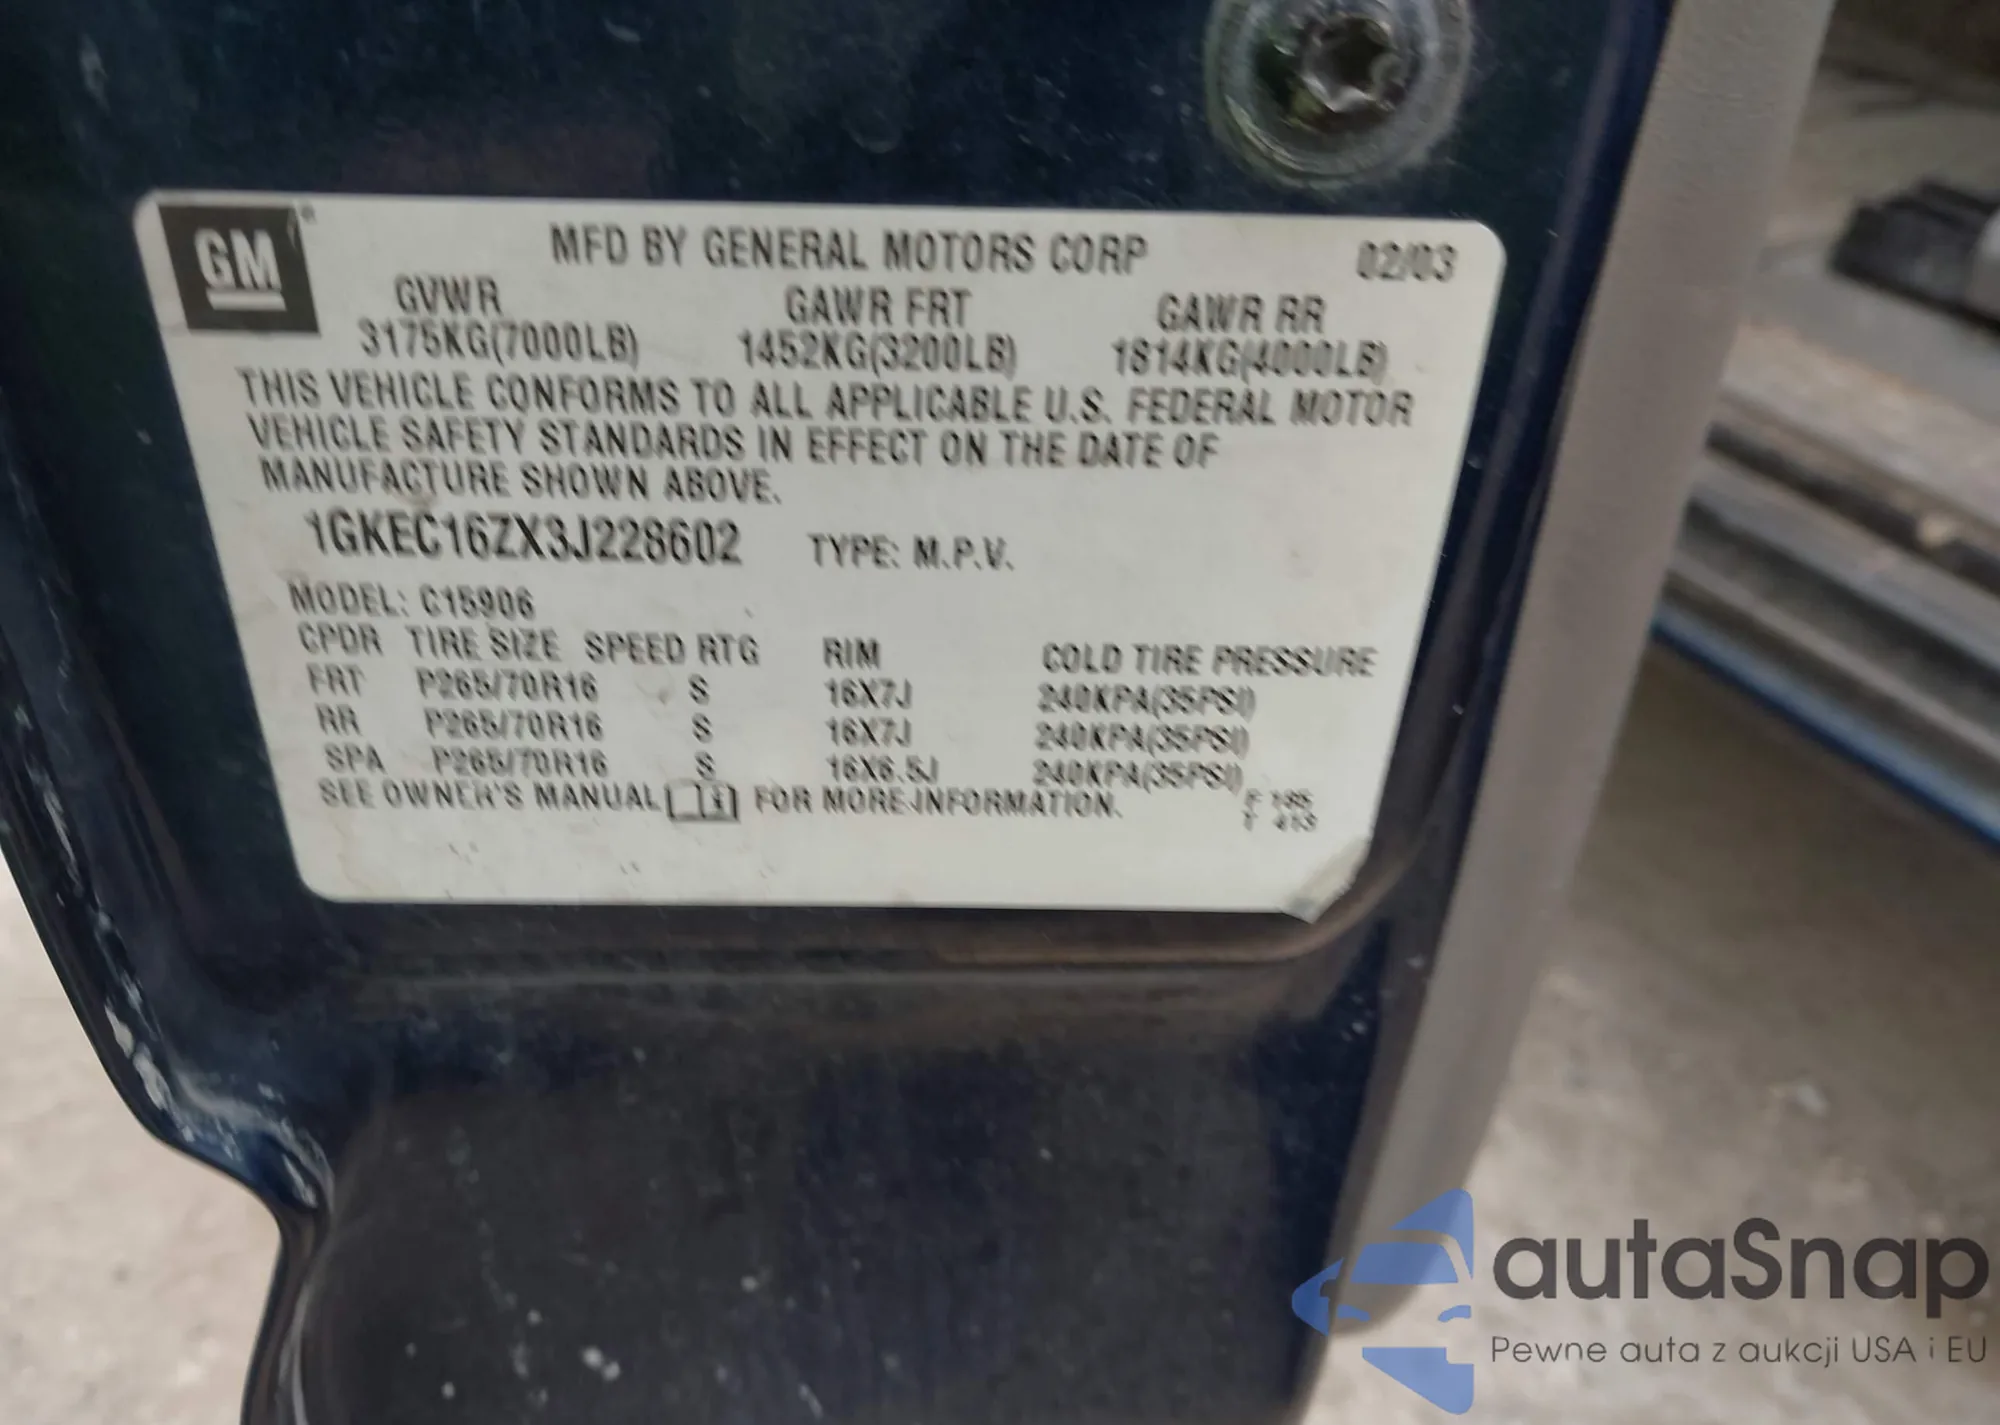 GM
MFD BY GENERAL MOTORS CORP 02/03
GVWR GAWR FRT GAWR RR
3175KG(7000LB) 1452KG(3200LB) 1814KG(4000LB)
THIS VEHICLE CONFORMS TO ALL APPLICABLE U.S. FEDERAL MOTOR
VEHICLE SAFETY STANDARDS IN EFFECT ON THE DATE OF
MANUFACTURE SHOWN ABOVE.
1GKEC16ZX3J228602 TYPE: M.P.V.
MODEL: C15906
CPDR TIRE SIZE SPEED RTG RIM COLD TIRE PRESSURE
FRT P265/70R16 S 16X7J 240KPA(35PSI)
RR P265/70R16 S 16X7J 240KPA(35PSI)
SPA P265/70R16 S 16X6.5J 240KPA(35PSI)
SEE OWNER'S MANUAL FOR MORE INFORMATION.
T 413
autaSnap
Pewne auta z aukcji USA i EU